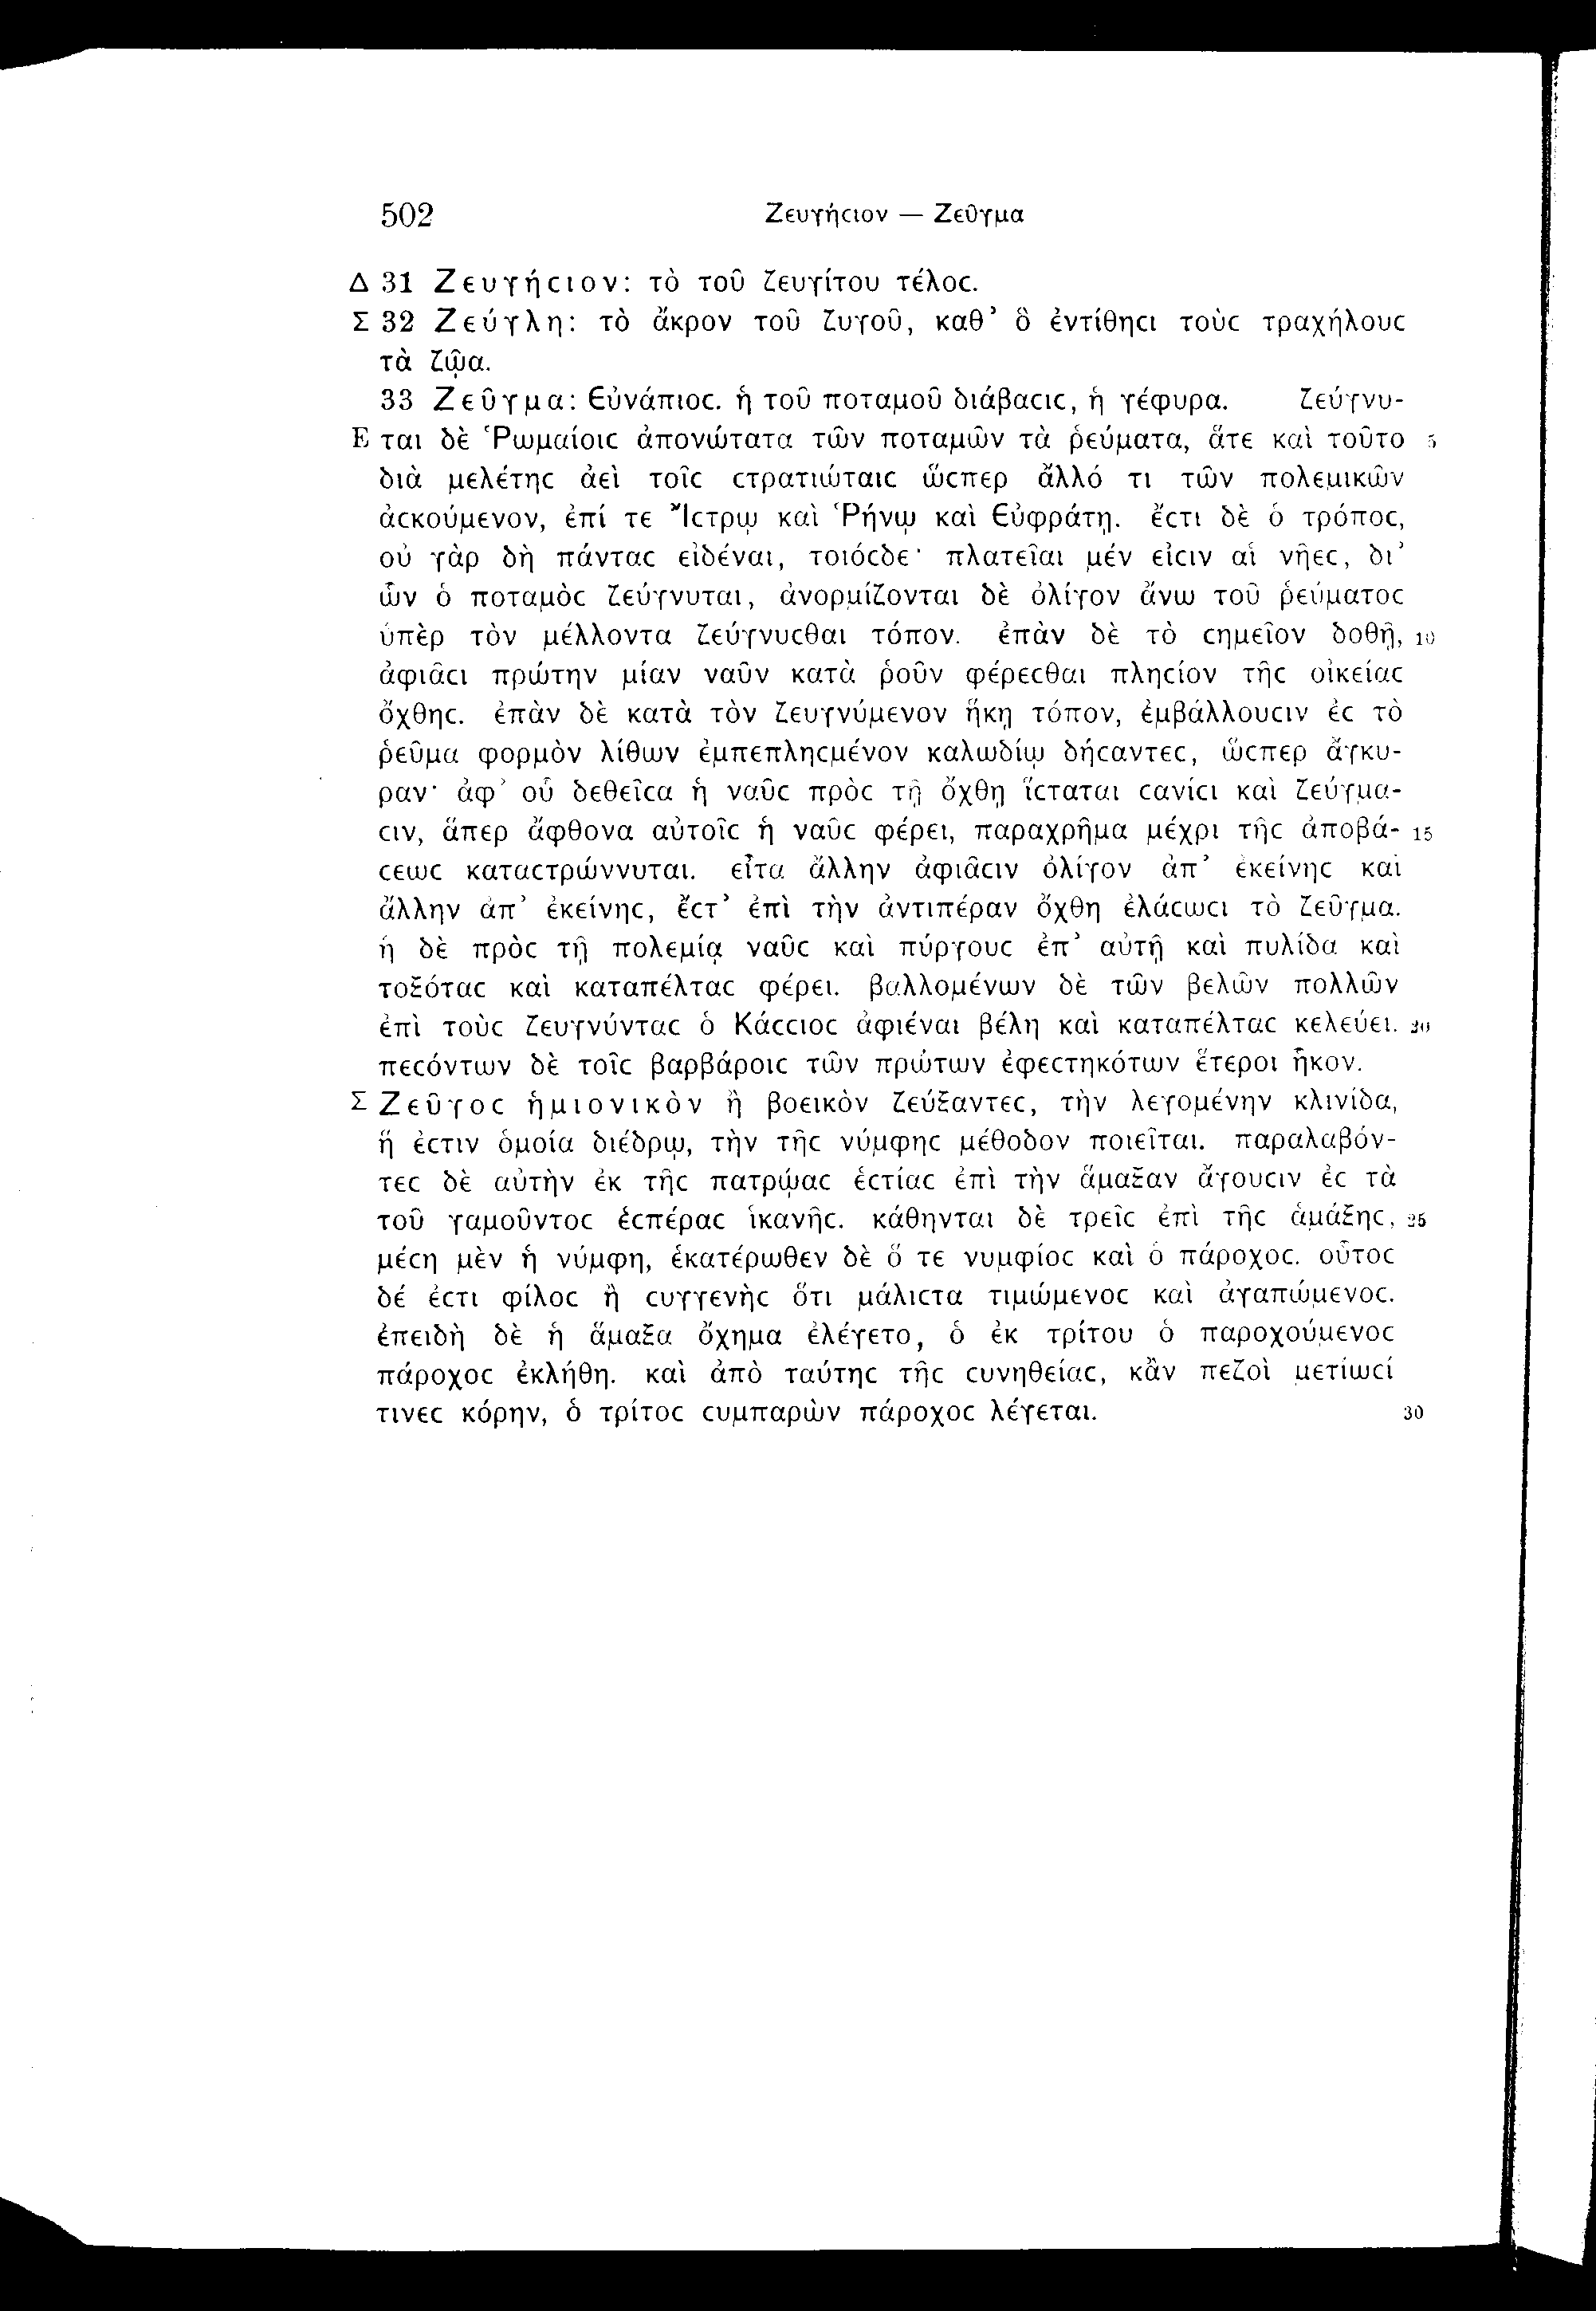 502 Ζευγήϲιον — Ζεῦγμα
Δ 31 Ζευγήϲιον: τὸ τοῦ ζευγίτου τέλοϲ.
Σ 32 Ζεύγλη: τὸ ἄκρον τοῦ ζυγοῦ, καθ’ ὃ ἐντίθηϲι τοὺϲ τραχήλουϲ
τὰ ζῷα.
33 Ζεῦγμα: Εὐνάπιοϲ. ἡ τοῦ ποταμοῦ διάβαϲιϲ, ἡ γέφυρα. ζεύγνυ-
E ται δὲ Ῥωμαίοιϲ ἀπονώτατα τῶν ποταμῶν τὰ ῥεύματα, ἅτε καὶ τοῦτο 5
διὰ μελέτηϲ ἀεὶ τοῖϲ ϲτρατιώταιϲ ὥϲπερ ἄλλό τι τῶν πολεμικῶν
ἀϲκούμενον, ἐπί τε Ἴϲτρῳ καὶ Ῥήνῳ καὶ Εὐφράτῃ. ἔϲτι δὲ ὁ τρόποϲ,
οὐ γὰρ δὴ πάνταϲ εἰδέναι, τοιόϲδε· πλατεῖαι μέν εἰϲιν αἱ νῆεϲ, δι’
ὧν ὁ ποταμὸϲ ζεύγνυται, ἀνορμίζονται δὲ ὀλίγον ἄνω τοῦ ῥεύματοϲ
ὑπὲρ τὸν μέλλοντα ζεύγνυϲθαι τόπον. ἐπὰν δὲ τὸ ϲημεῖον δοθῇ, 10
ἀφιᾶϲι πρώτην μίαν ναῦν κατὰ ῥοῦν φέρεϲθαι πληϲίον τῆϲ οἰκείαϲ
ὄχθηϲ. ἐπὰν δὲ κατὰ τὸν ζευγνύμενον ἥκῃ τόπον, ἐμβάλλουϲιν ἐϲ τὸ
ῥεῦμα φορμὸν λίθων ἐμπεπληϲμένον καλωδίῳ δήϲαντεϲ, ὥϲπερ ἄγκυ-
ραν· ἀφ’ οὗ δεθεῖϲα ἡ ναῦϲ πρὸϲ τῇ ὄχθῃ ἵϲταται ϲανίϲι καὶ ζεύγμα-
ϲιν, ἅπερ ἄφθονα αὐτοῖϲ ἡ ναῦϲ φέρει, παραχρῆμα μέχρι τῆϲ ἀποβά- 15
ϲεωϲ καταϲτρώννυται. εἶτα ἄλλην ἀφιᾶϲιν ὀλίγον ἀπ’ ἐκείνηϲ καὶ
ἄλλην ἀπ’ ἐκείνηϲ, ἔϲτ’ ἐπὶ τὴν ἀντιπέραν ὄχθη ἐλάϲωϲι τὸ ζεῦγμα.
ἡ δὲ πρὸϲ τῇ πολεμίᾳ ναῦϲ καὶ πύργουϲ ἐπ’ αὐτῇ καὶ πυλίδα καὶ
τοξόταϲ καὶ καταπέλταϲ φέρει. βαλλομένων δὲ τῶν βελῶν πολλῶν
ἐπὶ τοὺϲ ζευγνύνταϲ ὁ Κάϲϲιοϲ ἀφιέναι βέλη καὶ καταπέλταϲ κελεύει. 20
πεϲόντων δὲ τοῖϲ βαρβάροιϲ τῶν πρώτων ἐφεϲτηκότων ἕτεροι ἧκον.
Σ Ζεῦγοϲ ἡμιονικὸν ἢ βοεικὸν ζεύξαντεϲ, τὴν λεγομένην κλινίδα,
ἥ ἐϲτιν ὁμοία διέδρῳ, τὴν τῆϲ νύμφηϲ μέθοδον ποιεῖται. παραλαβόν-
τεϲ δὲ αὐτὴν ἐκ τῆϲ πατρῴαϲ ἑϲτίαϲ ἐπὶ τὴν ἅμαξαν ἄγουϲιν ἐϲ τὰ
τοῦ γαμοῦντοϲ ἑϲπέραϲ ἱκανῆϲ. κάθηνται δὲ τρεῖϲ ἐπὶ τῆϲ ἁμάξηϲ, 25
μέϲη μὲν ἡ νύμφη, ἑκατέρωθεν δὲ ὅ τε νυμφίοϲ καὶ ὁ πάροχοϲ. οὗτοϲ
δέ ἐϲτι φίλοϲ ἢ ϲυγγενὴϲ ὅτι μάλιϲτα τιμώμενοϲ καὶ ἀγαπώμενοϲ.
ἐπειδὴ δὲ ἡ ἅμαξα ὄχημα ἐλέγετο, ὁ ἐκ τρίτου ὁ παροχούμενοϲ
πάροχοϲ ἐκλήθη. καὶ ἀπὸ ταύτηϲ τῆϲ ϲυνηθείαϲ, κἂν πεζοὶ μετίωϲί
τινεϲ κόρην, ὁ τρίτοϲ ϲυμπαρὼν πάροχοϲ λέγεται. 30